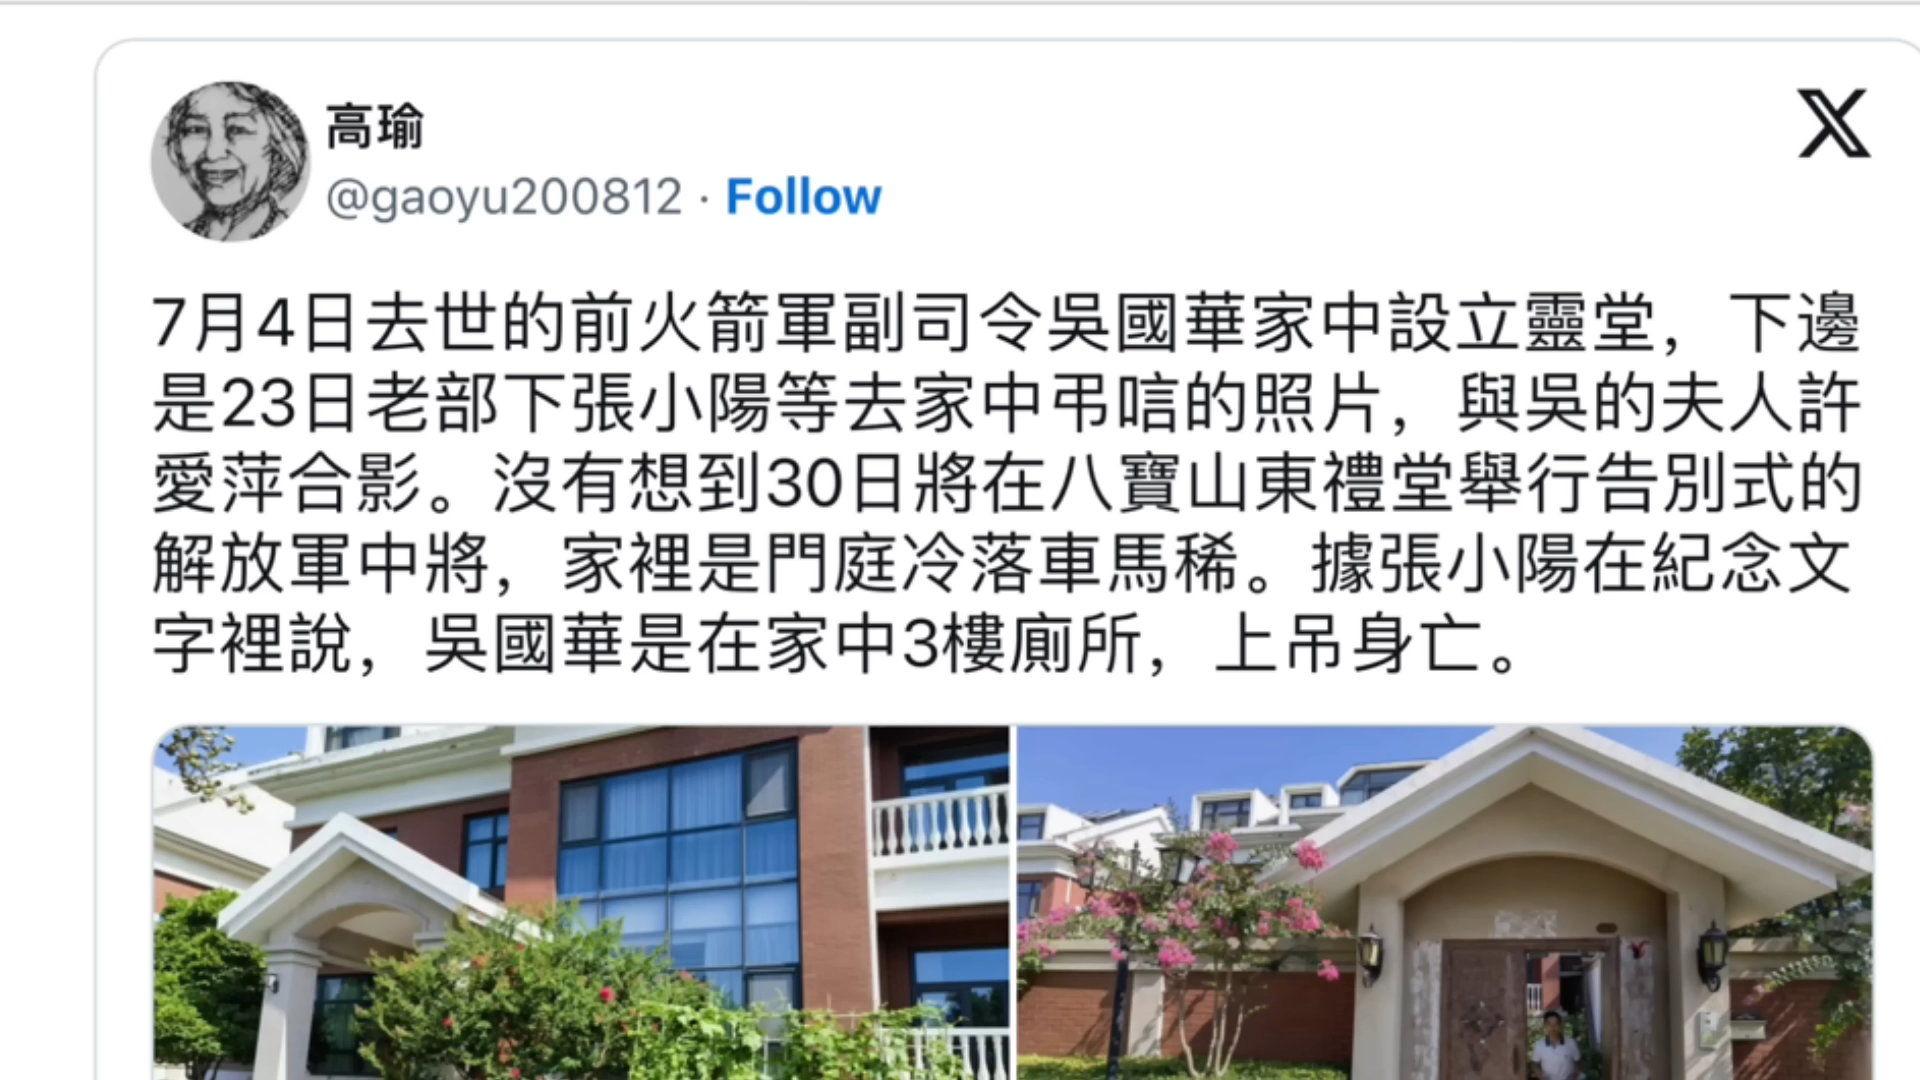 高瑜
@gaoyu200812 · Follow
7月4日去世的前火箭軍副司令吳國華家中設立靈堂，下邊
是23日老部下張小陽等去家中弔唁的照片，與吳的夫人許
愛萍合影。沒有想到30日將在八寶山東禮堂舉行告別式的
解放軍中將，家裡是門庭冷落車馬稀。據張小陽在紀念文
字裡說，吳國華是在家中3樓廁所，上吊身亡。